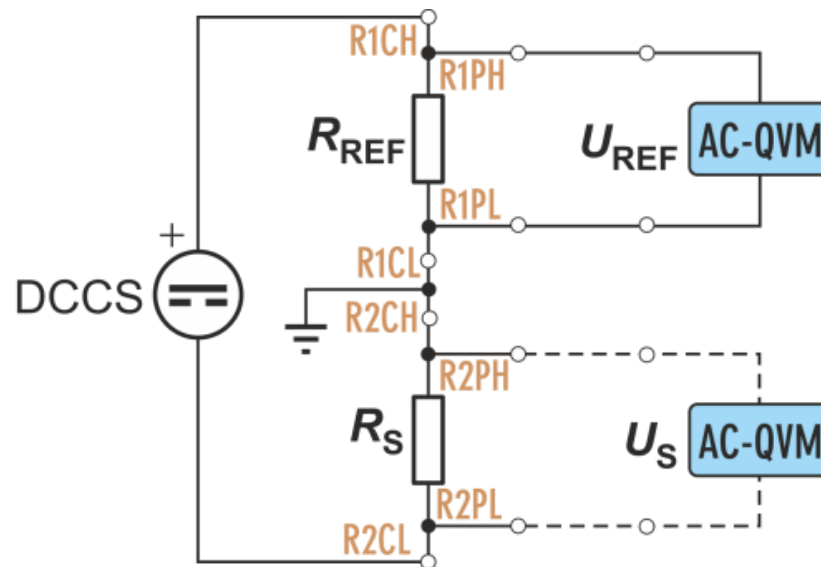 R1CH
R1PH
R_REF
U_REF
AC-QVM
R1PL
+
R1CL
DCCS
R2CH
R2PH
R_S
U_S
AC-QVM
R2PL
R2CL